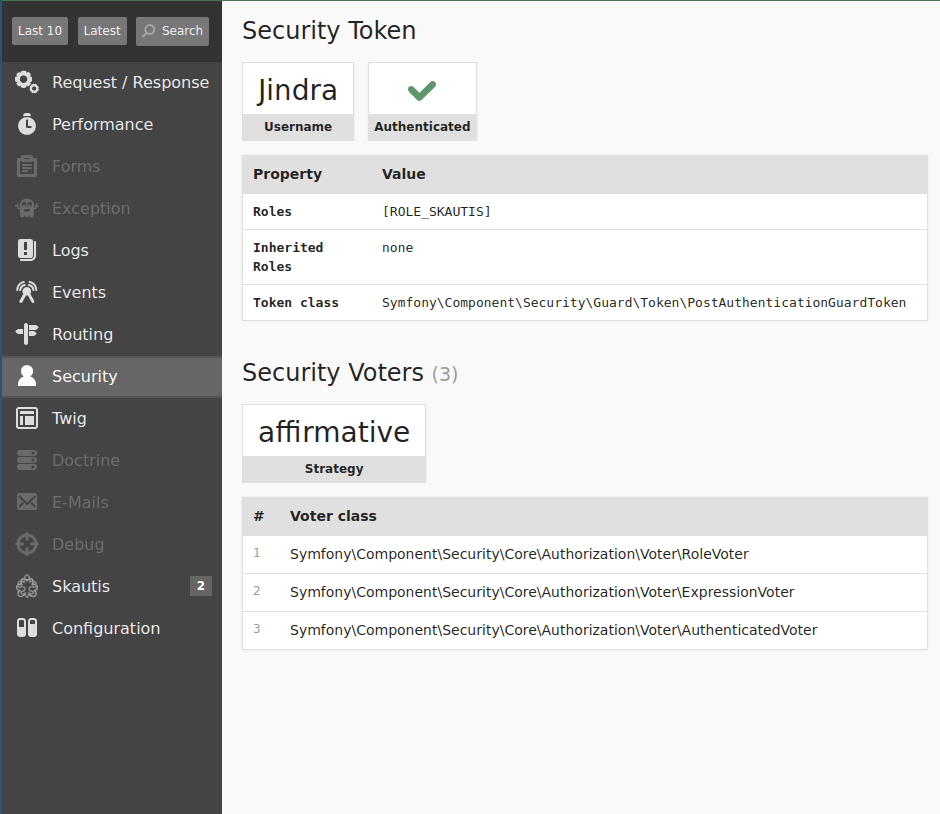 Last 10 Latest Search
Request / Response
Performance
Forms
Exception
Logs
Events
Routing
Security
Twig
Doctrine
E-Mails
Debug
Skautis 2
Configuration
Security Token
Jindra
Username Authenticated
Property Value
Roles [ROLE_SKAUTIS]
Inherited none
Roles
Token class Symfony\Component\Security\Guard\Token\PostAuthenticationGuardToken
Security Voters (3)
affirmative
Strategy
# Voter class
1 Symfony\Component\Security\Core\Authorization\Voter\RoleVoter
2 Symfony\Component\Security\Core\Authorization\Voter\ExpressionVoter
3 Symfony\Component\Security\Core\Authorization\Voter\AuthenticatedVoter